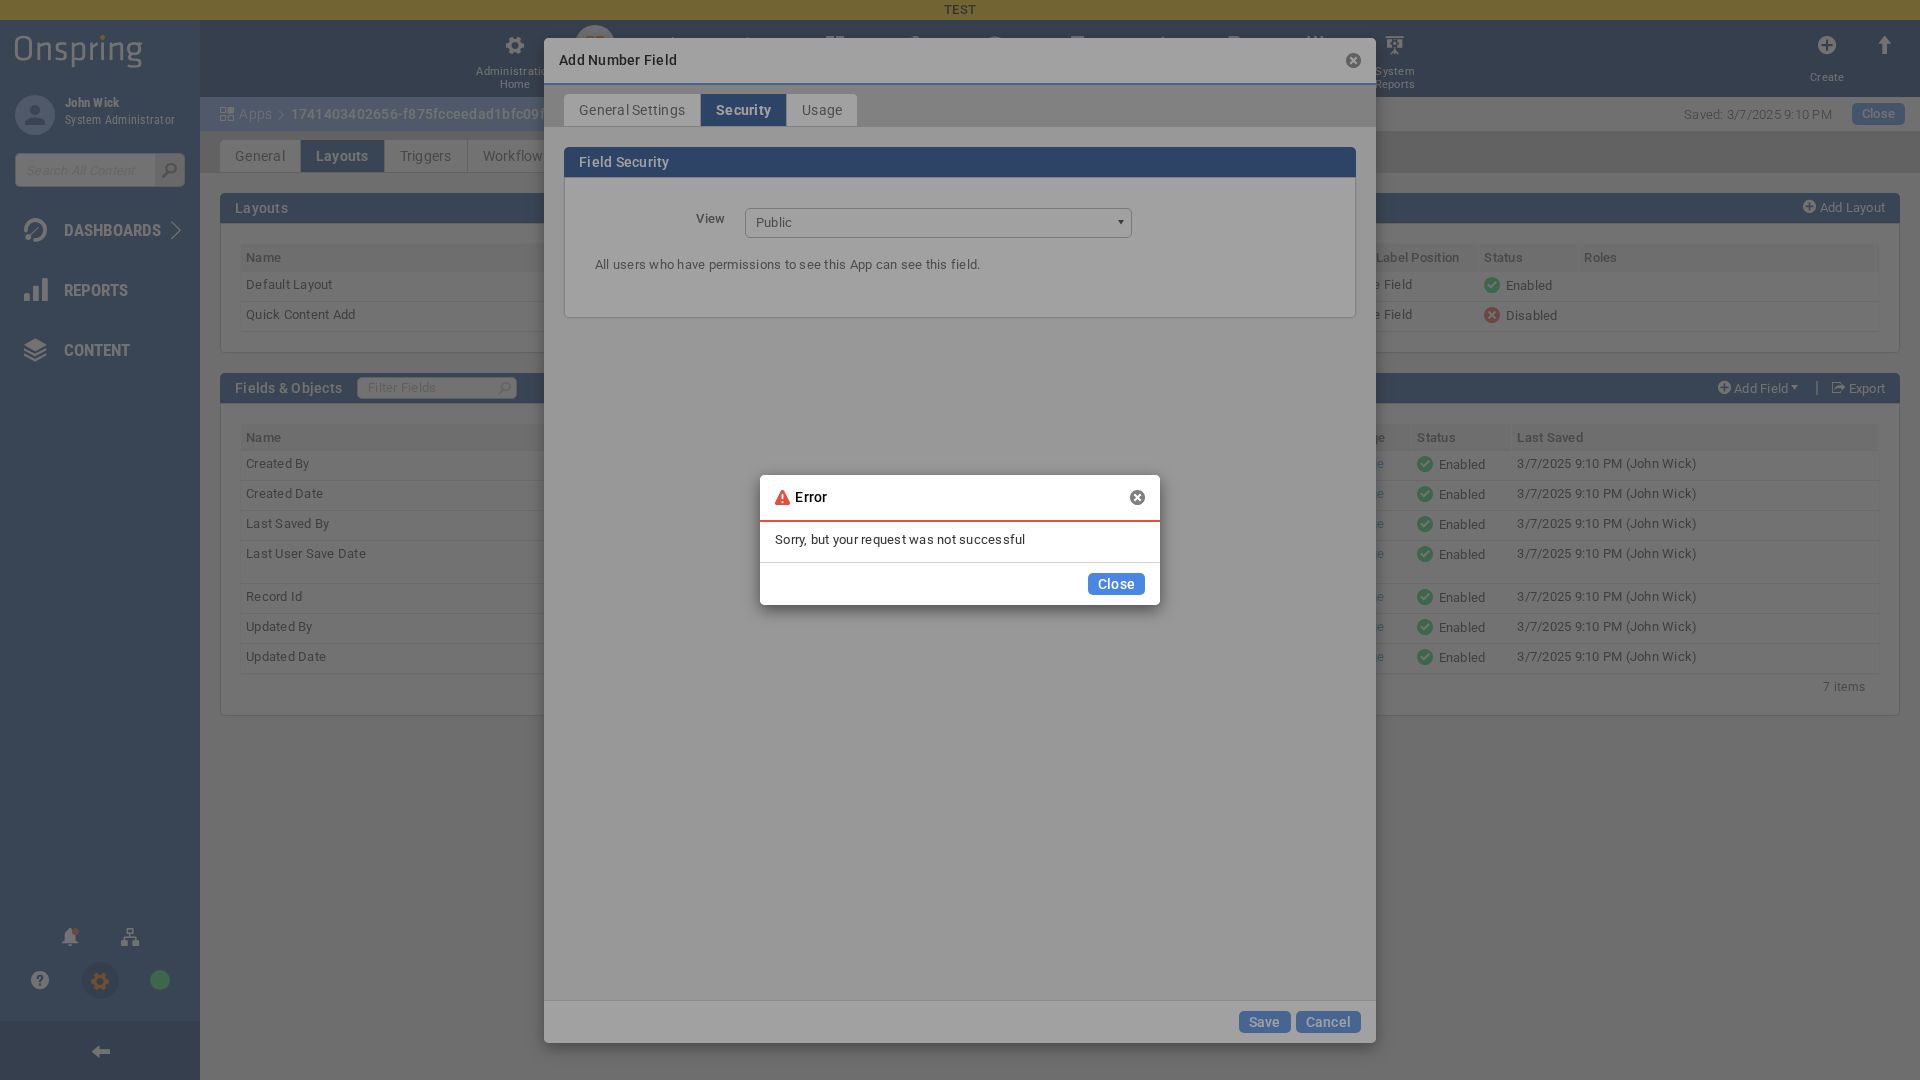 TEST
Onspring
John Wick
System Administrator
Search All Content
DASHBOARDS
REPORTS
CONTENT
Home
System
Reports
Create
Apps
Saved: 3/7/2025 9:10 PM
Close
General
Layouts
Triggers
Workflow
Layouts
Add Layout
Name
Label Position
Status
Roles
Default Layout
Field
Enabled
Quick Content Add
Field
Disabled
Fields & Objects
Filter Fields
Add Field
|
Export
Name
Status
Last Saved
Created By
Enabled
3/7/2025 9:10 PM (John Wick)
Created Date
Enabled
3/7/2025 9:10 PM (John Wick)
Last Saved By
Enabled
3/7/2025 9:10 PM (John Wick)
Last User Save Date
Enabled
3/7/2025 9:10 PM (John Wick)
Record Id
Enabled
3/7/2025 9:10 PM (John Wick)
Updated By
Enabled
3/7/2025 9:10 PM (John Wick)
Updated Date
Enabled
3/7/2025 9:10 PM (John Wick)
7 items
Add Number Field
General Settings
Security
Usage
Field Security
View
Public
All users who have permissions to see this App can see this field.
Error
Sorry, but your request was not successful
Close
Save
Cancel